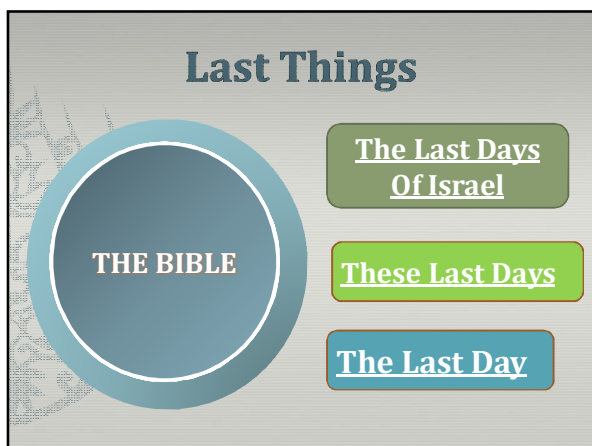 Last Things
THE BIBLE
The Last Days
Of Israel
These Last Days
The Last Day